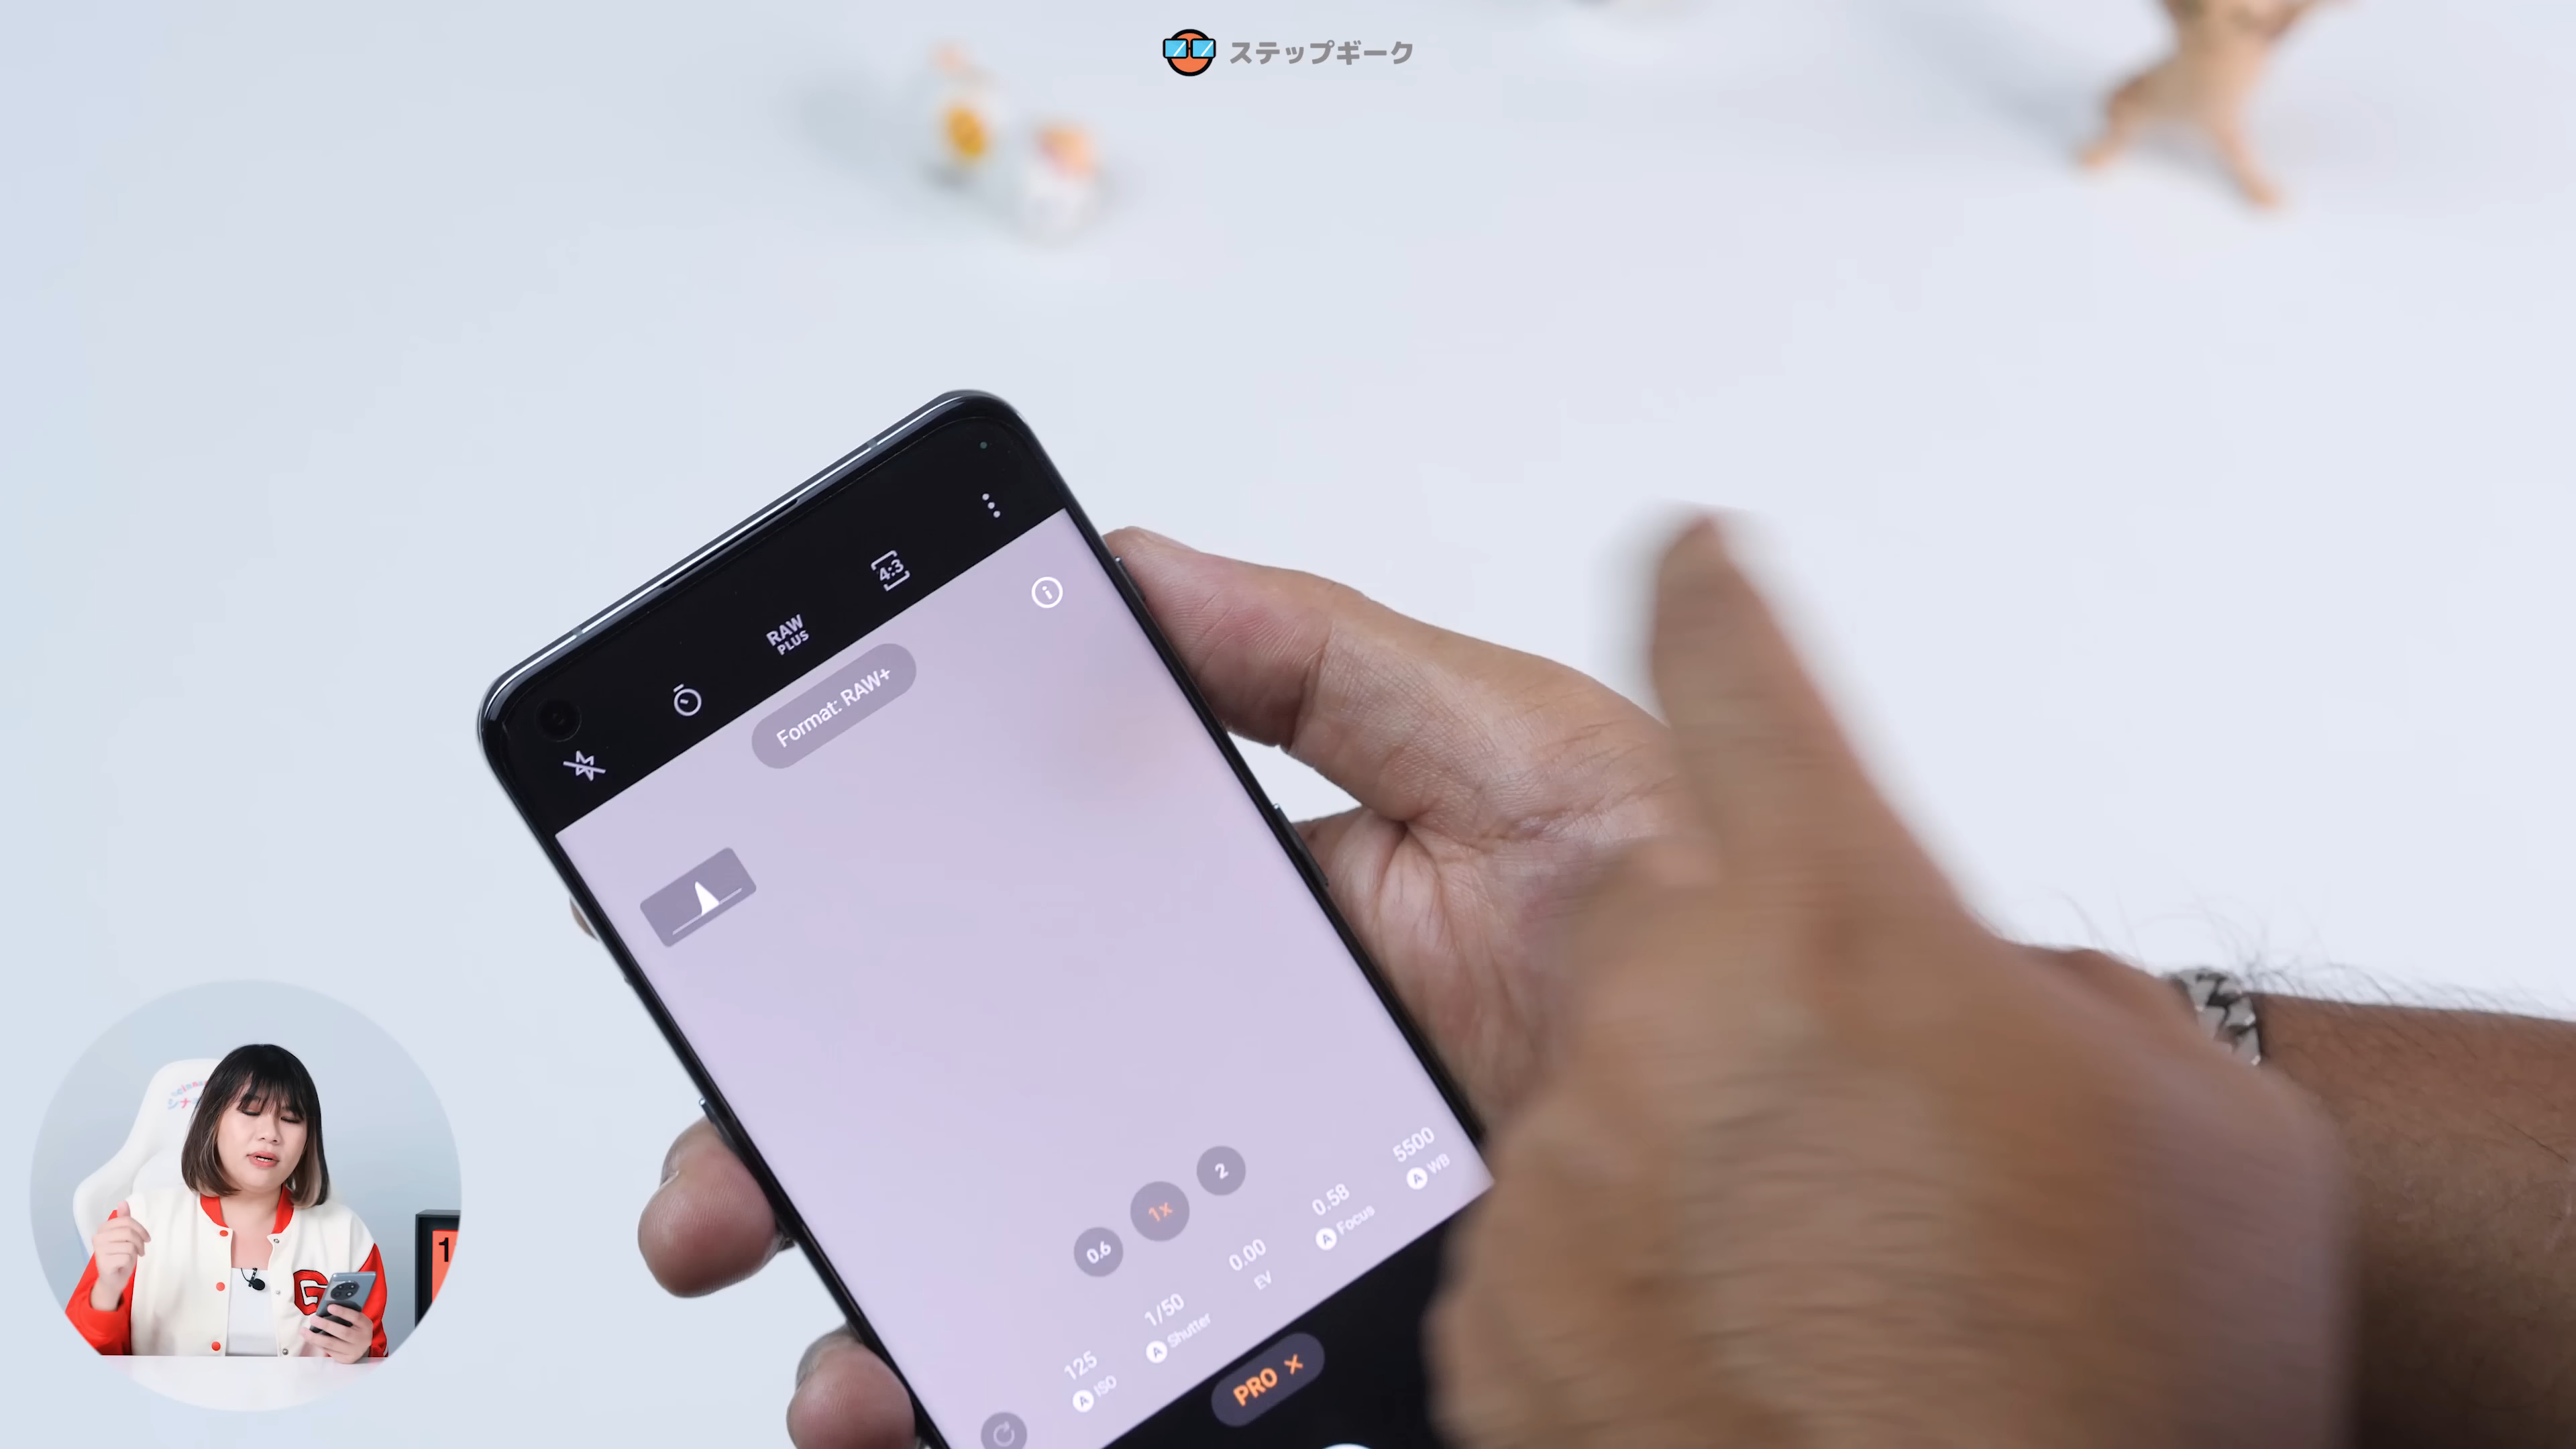 ステップギーク
4:3
RAW
PLUS
Format: RAW+
0.6
1x
2
125
A ISO
1/50
A Shutter
0.00
EV
0.58
A Focus
5500
A WB
PRO ×
G
1